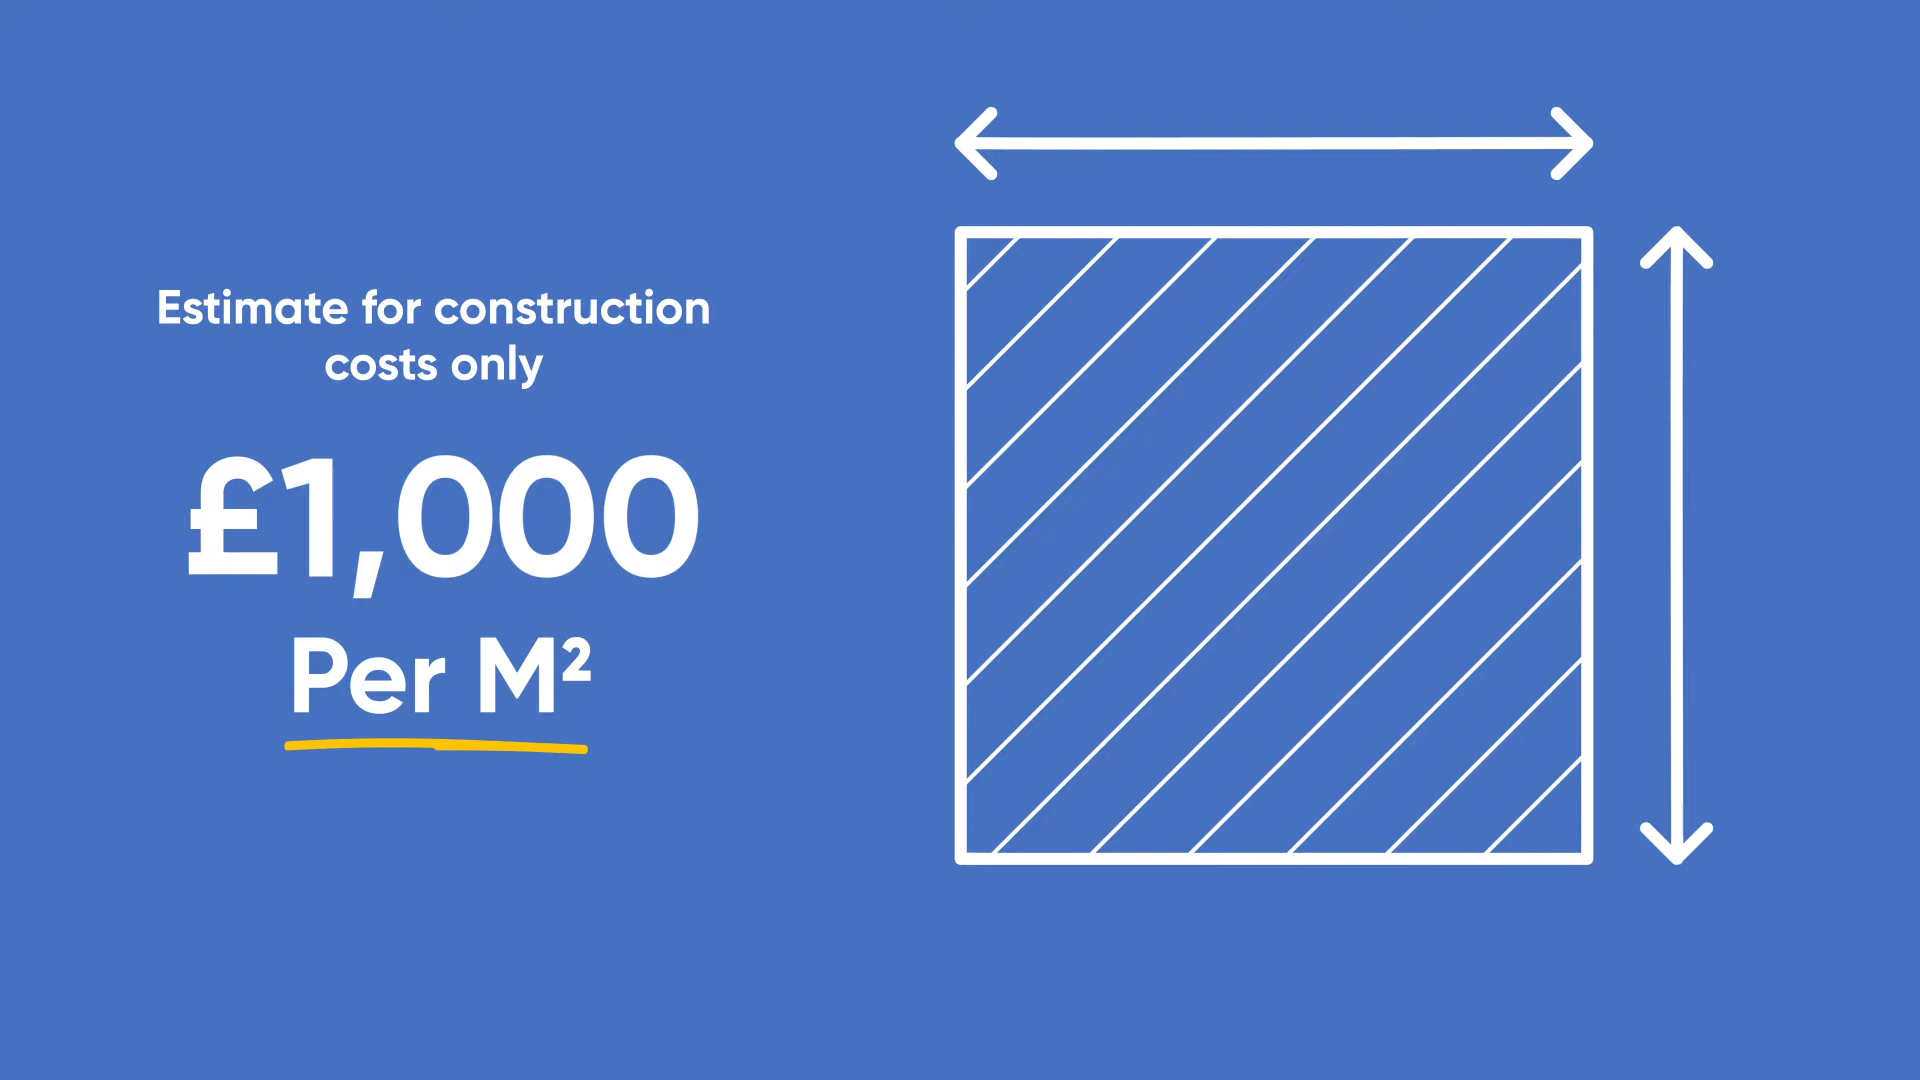 Estimate for construction
costs only
£1,000
Per M²